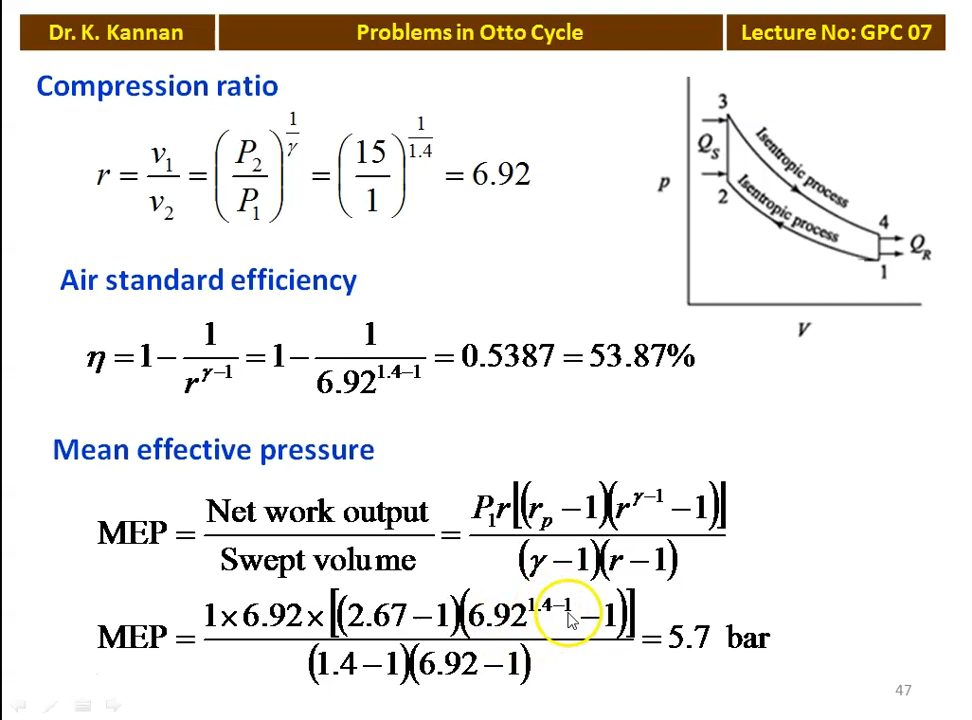 Dr. K. Kannan
Problems in Otto Cycle
Lecture No: GPC 07
Compression ratio
r = v₁/v₂ = (P₂/P₁)^(1/γ) = (15/1)^(1/1.4) = 6.92
3
Q_S
Isentropic process
p
2
Isentropic process
4
Q_R
1
V
Air standard efficiency
η = 1 − 1/r^(γ−1) = 1 − 1/6.92^(1.4−1) = 0.5387 = 53.87%
Mean effective pressure
MEP = Net work output / Swept volume = P₁r[(r_p − 1)(r^(γ−1) − 1)] / (γ − 1)(r − 1)
MEP = 1 × 6.92 × [(2.67 − 1)(6.92^(1.4−1) − 1)] / (1.4 − 1)(6.92 − 1) = 5.7 bar
47